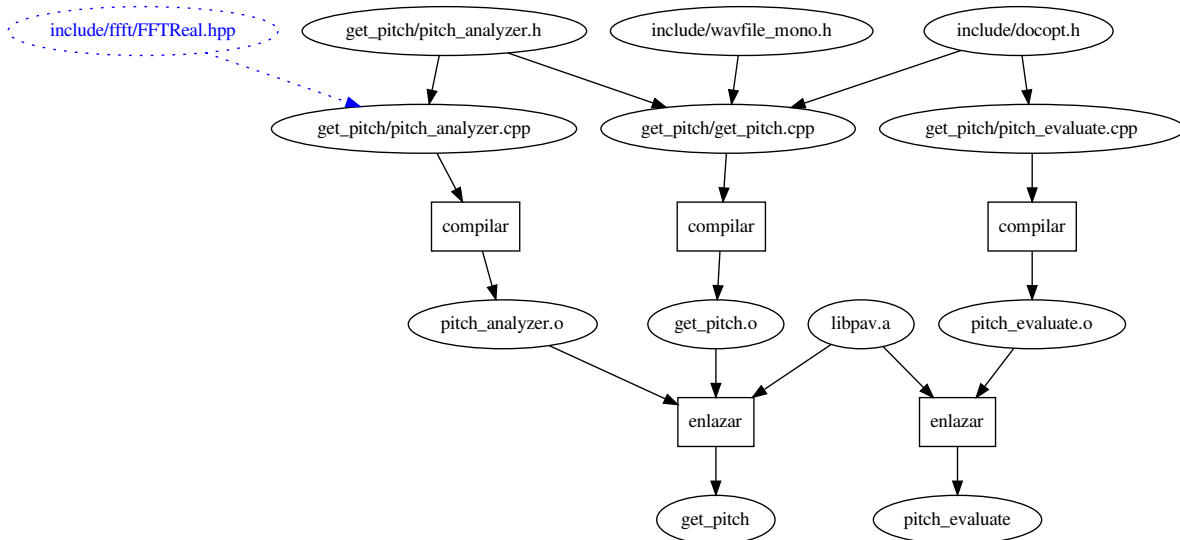 include/ffft/FFTReal.hpp
get_pitch/pitch_analyzer.h
include/wavfile_mono.h
include/docopt.h
get_pitch/pitch_analyzer.cpp
get_pitch/get_pitch.cpp
get_pitch/pitch_evaluate.cpp
compilar
compilar
compilar
pitch_analyzer.o
get_pitch.o
libpav.a
pitch_evaluate.o
enlazar
enlazar
get_pitch
pitch_evaluate